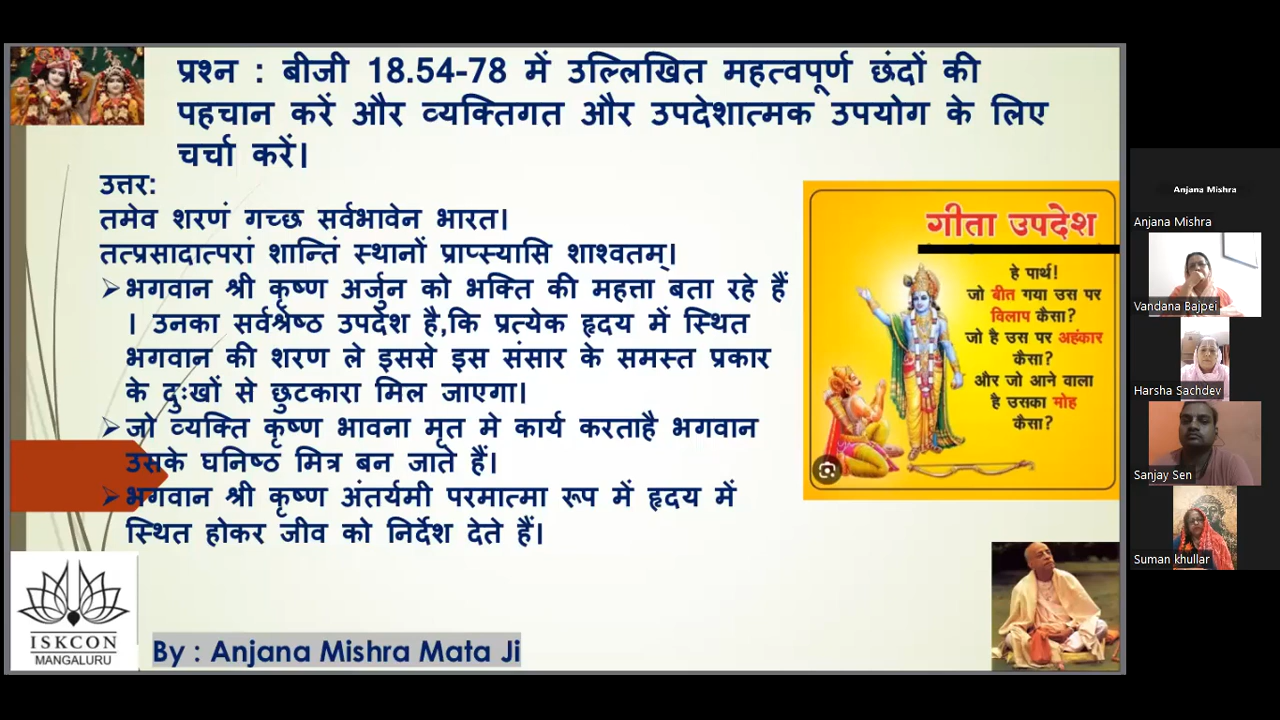 प्रश्न : बीजी 18.54-78 में उल्लिखित महत्वपूर्ण छंदों की
पहचान करें और व्यक्तिगत और उपदेशात्मक उपयोग के लिए
चर्चा करें।
उत्तर:
तमेव शरणं गच्छ सर्वभावेन भारत।
तत्प्रसादात्परां शान्तिं स्थानों प्राप्स्यासि शाश्वतम्।
➢भगवान श्री कृष्ण अर्जुन को भक्ति की महत्ता बता रहे हैं
। उनका सर्वश्रेष्ठ उपदेश है,कि प्रत्येक हृदय में स्थित
भगवान की शरण ले इससे इस संसार के समस्त प्रकार
के दुःखों से छुटकारा मिल जाएगा।
➢जो व्यक्ति कृष्ण भावना मृत मे कार्य करताहै भगवान
उसके घनिष्ठ मित्र बन जाते हैं।
➢भगवान श्री कृष्ण अंतर्यमी परमात्मा रूप में हृदय में
स्थित होकर जीव को निर्देश देते हैं।
गीता उपदेश
हे पार्थ!
जो बीत गया उस पर
विलाप कैसा?
जो है उस पर अहंकार
कैसा?
और जो आने वाला
है उसका मोह
कैसा?
ISKCON
MANGALURU
By : Anjana Mishra Mata Ji
Anjana Mishra
Anjana Mishra
Vandana Bajpei
Harsha Sachdev
Sanjay Sen
Suman khullar